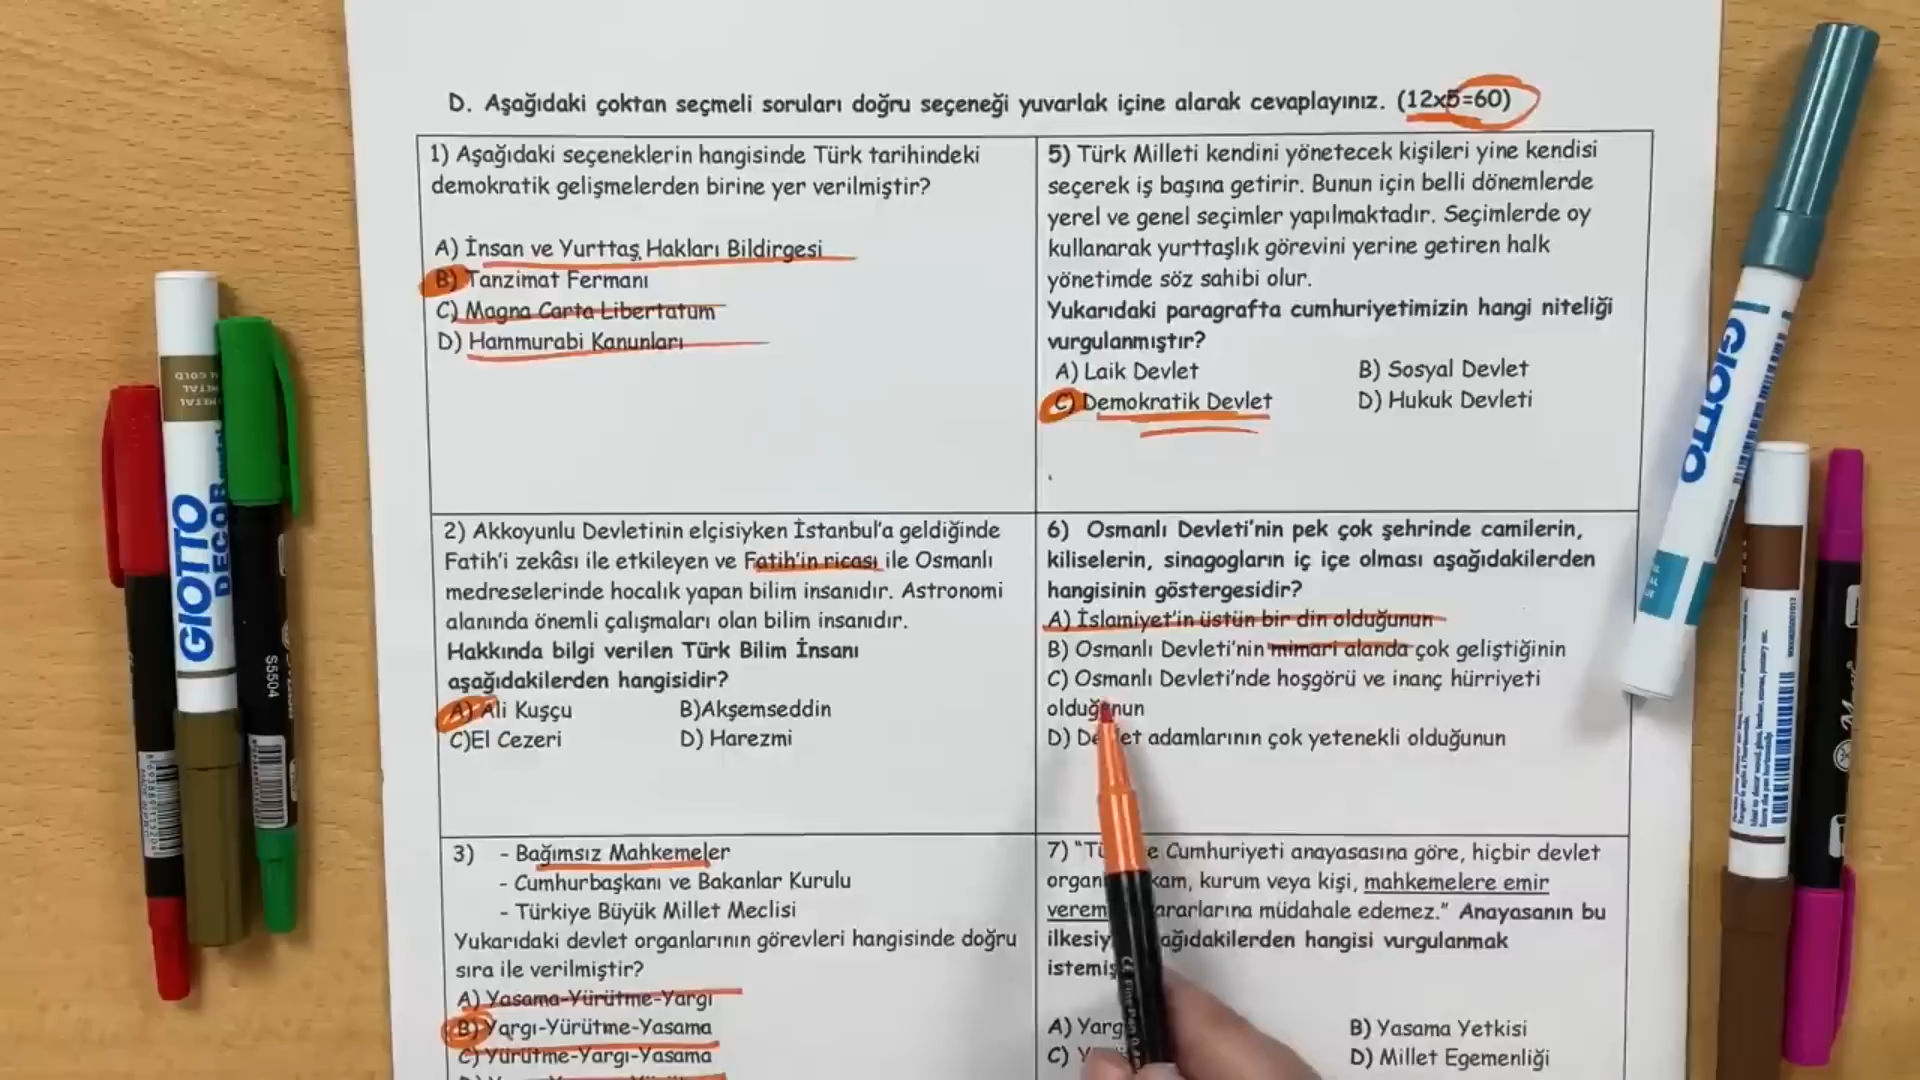 D. Aşağıdaki çoktan seçmeli soruları doğru seçeneği yuvarlak içine alarak cevaplayınız. (12x5=60)
1) Aşağıdaki seçeneklerin hangisinde Türk tarihindeki
demokratik gelişmelerden birine yer verilmiştir?
A) İnsan ve Yurttaş Hakları Bildirgesi
B) Tanzimat Fermanı
C) Magna Carta Libertatum
D) Hammurabi Kanunları
2) Akkoyunlu Devletinin elçisiyken İstanbul'a geldiğinde
Fatih'i zekâsı ile etkileyen ve Fatih'in ricası ile Osmanlı
medreselerinde hocalık yapan bilim insanıdır. Astronomi
alanında önemli çalışmaları olan bilim insanıdır.
Hakkında bilgi verilen Türk Bilim İnsanı
aşağıdakilerden hangisidir?
A) Ali Kuşçu B)Akşemseddin
C)El Cezeri D) Harezmi
3) - Bağımsız Mahkemeler
- Cumhurbaşkanı ve Bakanlar Kurulu
- Türkiye Büyük Millet Meclisi
Yukarıdaki devlet organlarının görevleri hangisinde doğru
sıra ile verilmiştir?
A) Yasama-Yürütme-Yargı
B) Yargı-Yürütme-Yasama
C) Yürütme-Yargı-Yasama
5) Türk Milleti kendini yönetecek kişileri yine kendisi
seçerek iş başına getirir. Bunun için belli dönemlerde
yerel ve genel seçimler yapılmaktadır. Seçimlerde oy
kullanarak yurttaşlık görevini yerine getiren halk
yönetimde söz sahibi olur.
Yukarıdaki paragrafta cumhuriyetimizin hangi niteliği
vurgulanmıştır?
A) Laik Devlet B) Sosyal Devlet
C) Demokratik Devlet D) Hukuk Devleti
6) Osmanlı Devleti'nin pek çok şehrinde camilerin,
kiliselerin, sinagogların iç içe olması aşağıdakilerden
hangisinin göstergesidir?
A) İslamiyet'in üstün bir din olduğunun
B) Osmanlı Devleti'nin mimari alanda çok geliştiğinin
C) Osmanlı Devleti'nde hoşgörü ve inanç hürriyeti
olduğunun
D) Devlet adamlarının çok yetenekli olduğunun
7) "Cumhuriyeti anayasasına göre, hiçbir devlet
kurum veya kişi, mahkemelere emir
müdahale edemez." Anayasanın bu
hangisi vurgulanmak
A) B) Yasama Yetkisi
C) D) Millet Egemenliği
GIOTTO
DECOR
S5504
GIOTTO